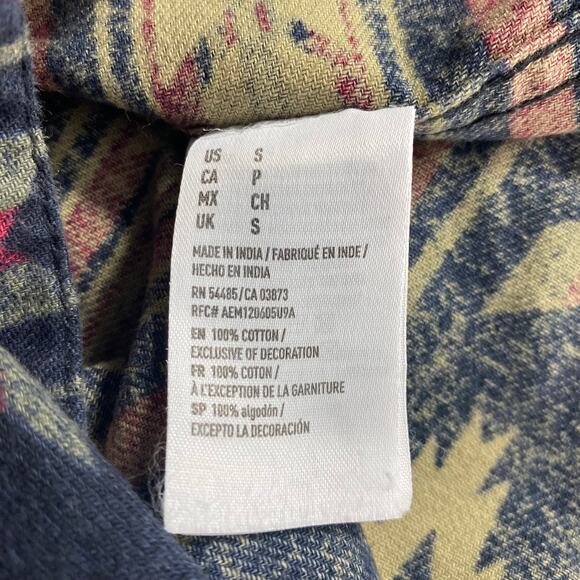 US S
CA P
MX CH
UK S
MADE IN INDIA / FABRIQUÉ EN INDE /
HECHO EN INDIA
RN 54485/CA 03873
RFC# AEM120605U9A
EN 100% COTTON /
EXCLUSIVE OF DECORATION
FR 100% COTON /
À L'EXCEPTION DE LA GARNITURE
SP 100% algodón /
EXCEPTO LA DECORACIÓN